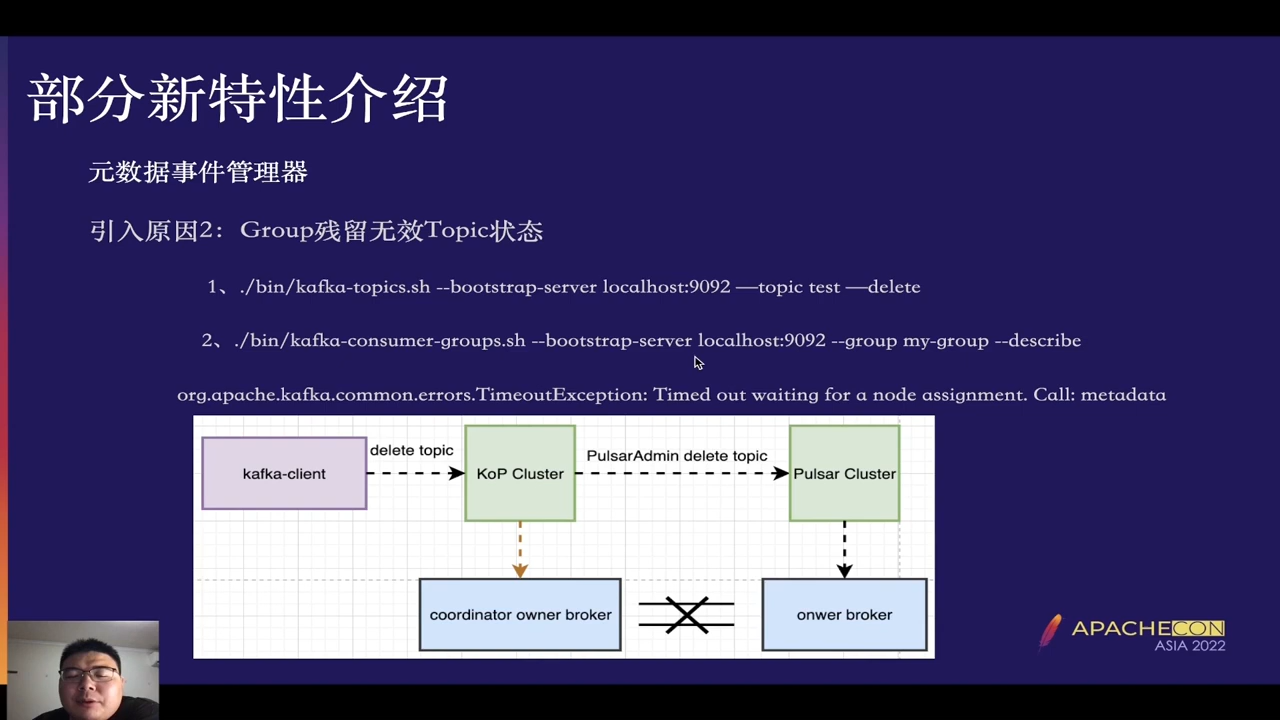 部分新特性介绍
元数据事件管理器
引入原因2：Group残留无效Topic状态
1、./bin/kafka-topics.sh --bootstrap-server localhost:9092 —topic test —delete
2、./bin/kafka-consumer-groups.sh --bootstrap-server localhost:9092 --group my-group --describe
org.apache.kafka.common.errors.TimeoutException: Timed out waiting for a node assignment. Call: metadata
kafka-client
delete topic
KoP Cluster
PulsarAdmin delete topic
Pulsar Cluster
coordinator owner broker
onwer broker
APACHECON
ASIA 2022